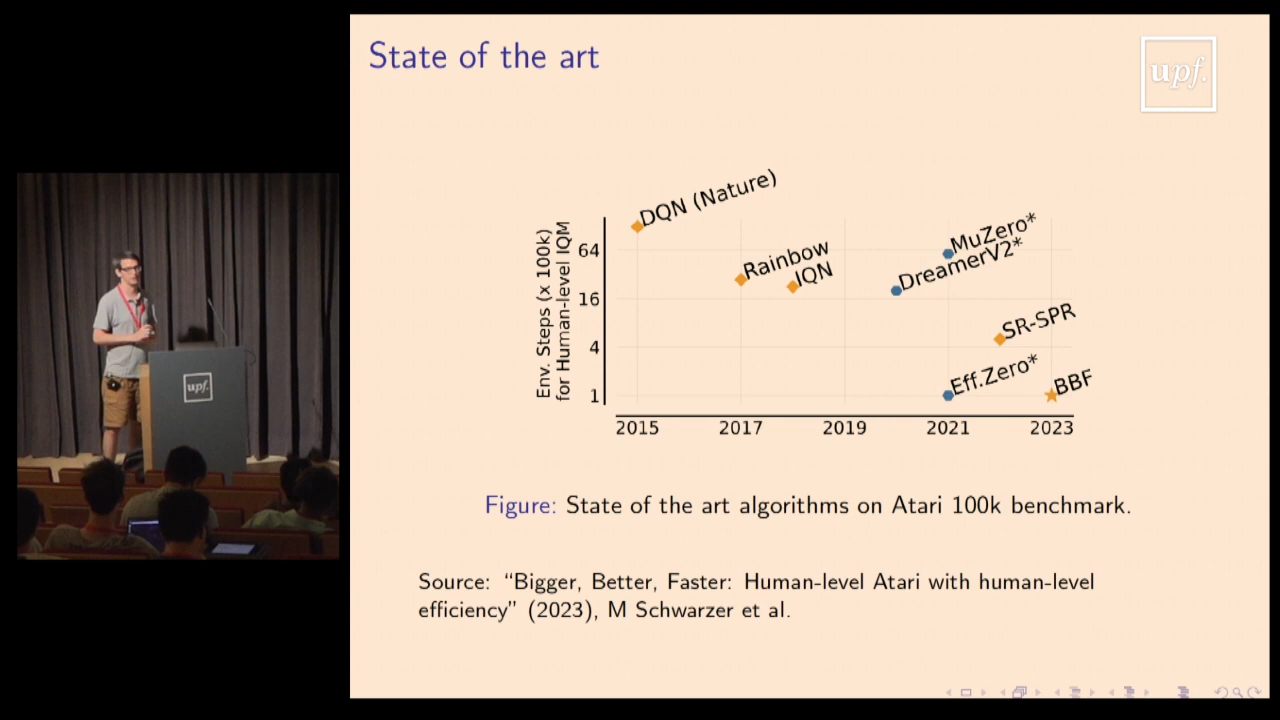 State of the art
upf.
DQN (Nature)
MuZero*
Rainbow
DreamerV2*
IQN
SR-SPR
Eff.Zero*
BBF
Env. Steps (x 100k)
for Human-level IQM
64
16
4
1
2015 2017 2019 2021 2023
Figure: State of the art algorithms on Atari 100k benchmark.
Source: “Bigger, Better, Faster: Human-level Atari with human-level
efficiency” (2023), M Schwarzer et al.
upf.